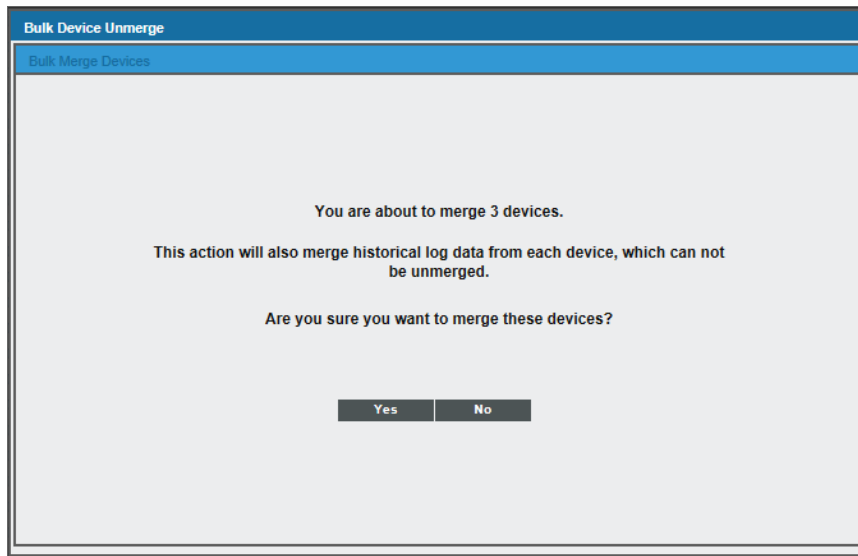 Bulk Device Unmerge
Bulk Merge Devices
You are about to merge 3 devices.
This action will also merge historical log data from each device, which can not
be unmerged.
Are you sure you want to merge these devices?
Yes No